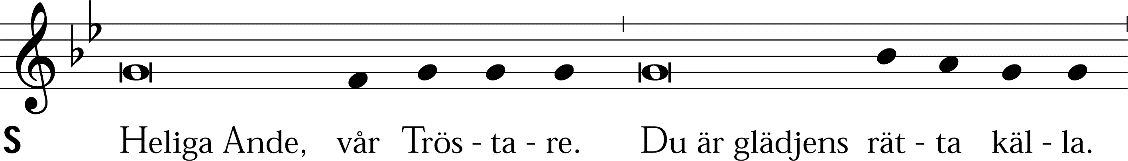 S Heliga Ande, vår Trös - ta - re. Du är glädjens rät - ta käl - la.